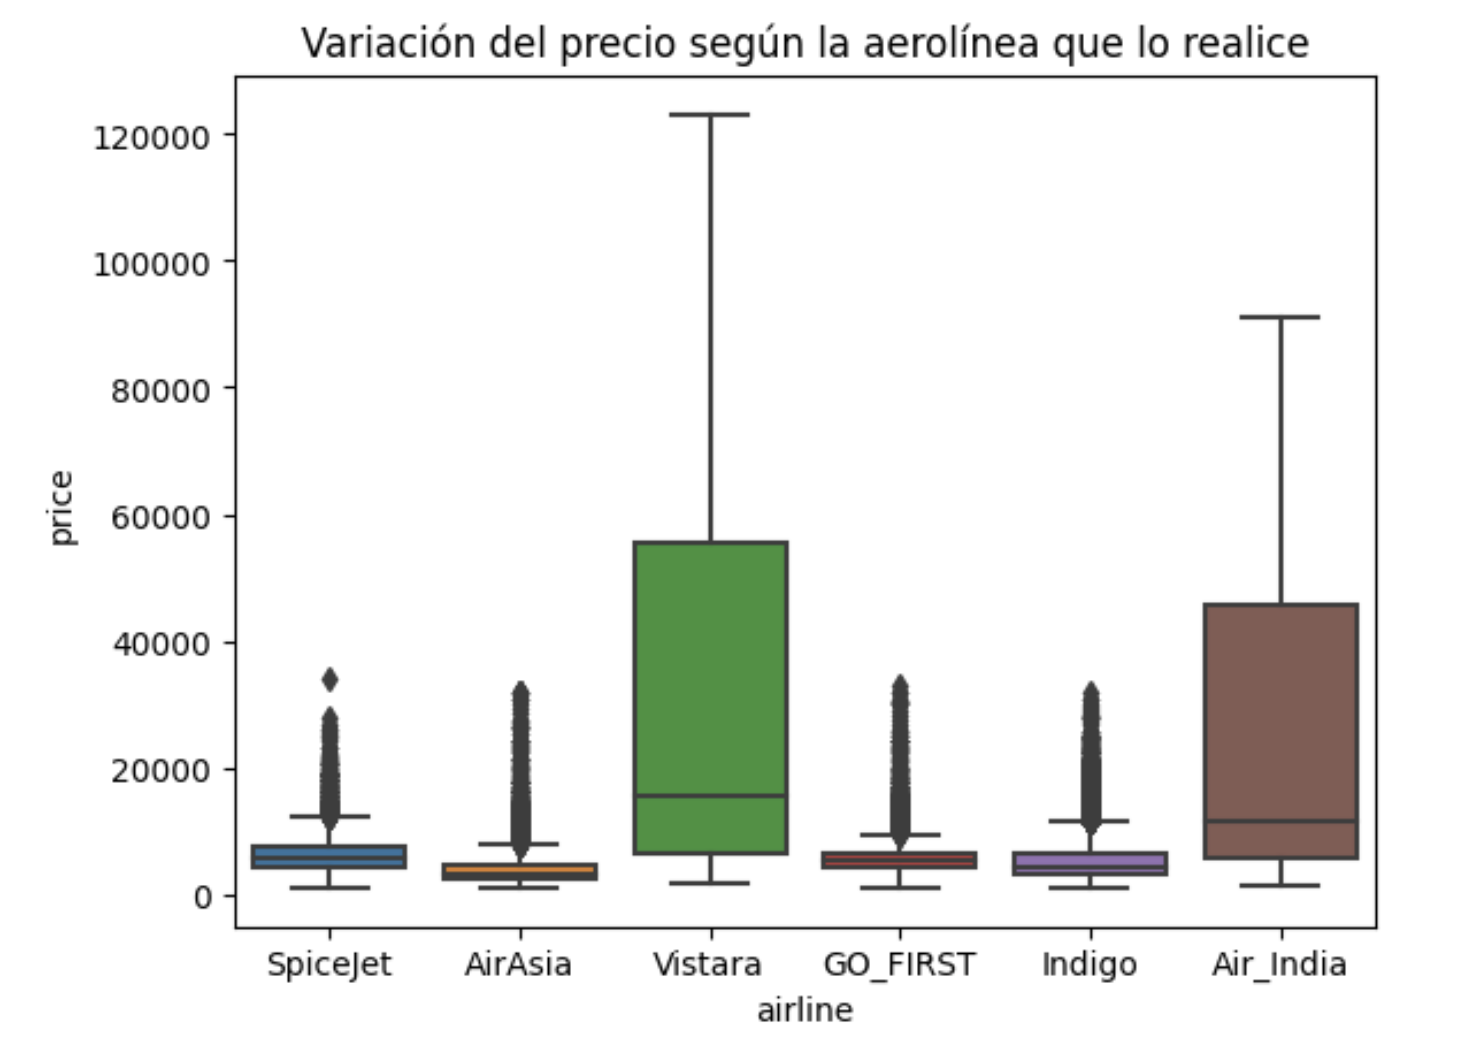 Variación del precio según la aerolínea que lo realice
120000
100000
80000
60000
40000
20000
0
price
SpiceJet AirAsia Vistara GO_FIRST Indigo Air_India
airline